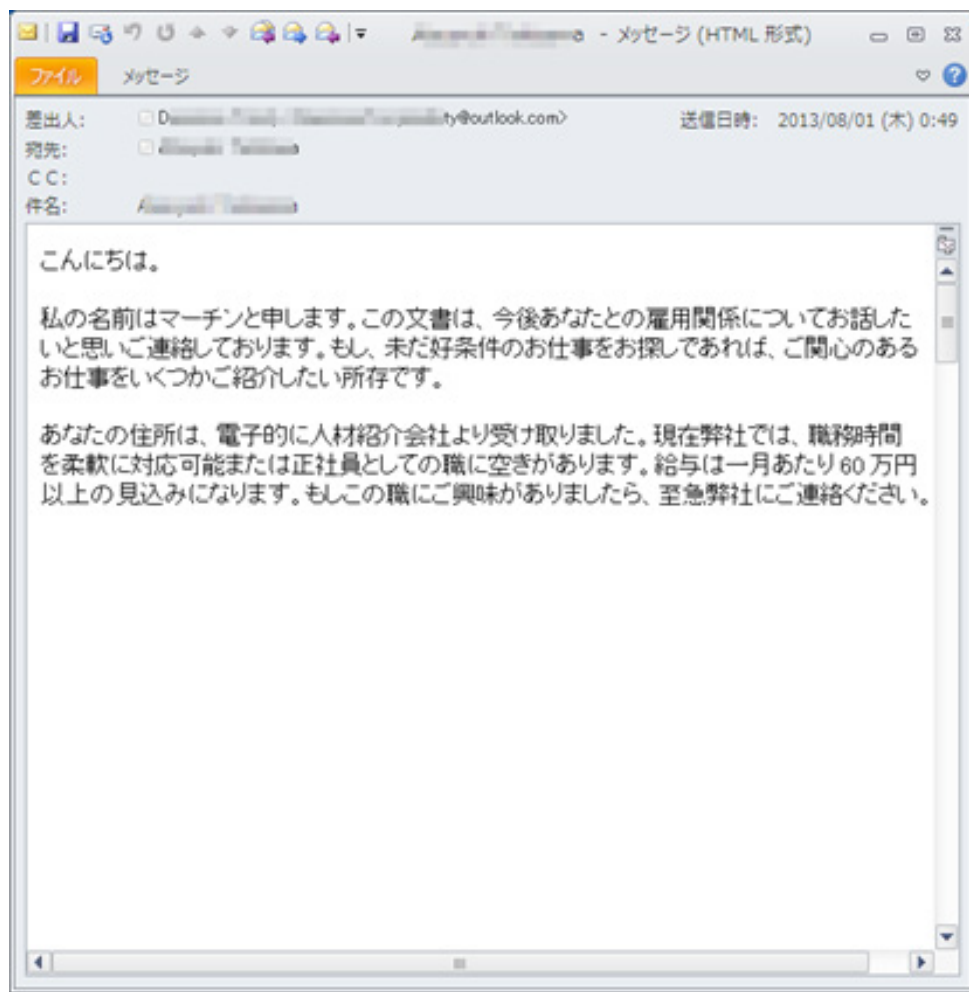 - メッセージ (HTML 形式)
ファイル メッセージ
差出人: ty@outlook.com> 送信日時: 2013/08/01 (木) 0:49
宛先:
CC:
件名:
こんにちは。
私の名前はマーチンと申します。この文書は、今後あなたとの雇用関係についてお話した
いと思いご連絡しております。もし、未だ好条件のお仕事をお探しであれば、ご関心のある
お仕事をいくつかご紹介したい所存です。
あなたの住所は、電子的に人材紹介会社より受け取りました。現在弊社では、職務時間
を柔軟に対応可能または正社員としての職に空きがあります。給与は一月あたり 60 万円
以上の見込みになります。もしこの職にご興味がありましたら、至急弊社にご連絡ください。